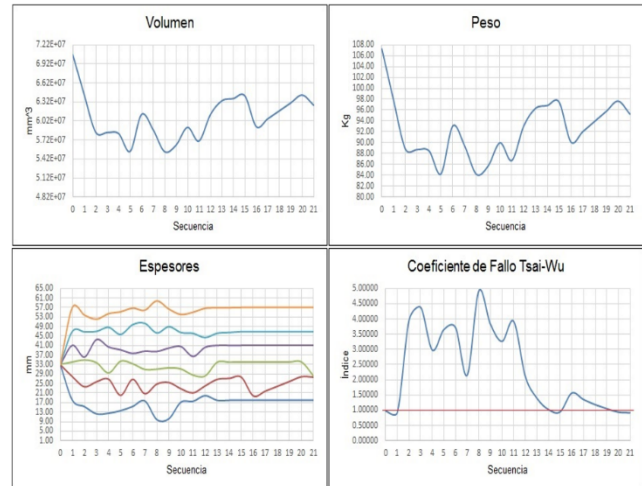 Volumen
7.22E+07
6.92E+07
6.62E+07
6.32E+07
6.02E+07
5.72E+07
5.42E+07
5.12E+07
4.82E+07
mm^3
0 1 2 3 4 5 6 7 8 9 10 11 12 13 14 15 16 17 18 19 20 21
Secuencia
Peso
108.00
106.00
104.00
102.00
100.00
98.00
96.00
94.00
92.00
90.00
88.00
86.00
84.00
82.00
80.00
Kg
0 1 2 3 4 5 6 7 8 9 10 11 12 13 14 15 16 17 18 19 20 21
Secuencia
Espesores
65.00
61.00
57.00
53.00
49.00
45.00
41.00
37.00
33.00
29.00
25.00
21.00
17.00
13.00
9.00
5.00
1.00
mm
0 1 2 3 4 5 6 7 8 9 10 11 12 13 14 15 16 17 18 19 20 21
Secuencia
Coeficiente de Fallo Tsai-Wu
5.00000
4.50000
4.00000
3.50000
3.00000
2.50000
2.00000
1.50000
1.00000
0.50000
0.00000
Índice
0 1 2 3 4 5 6 7 8 9 10 11 12 13 14 15 16 17 18 19 20 21
Secuencia